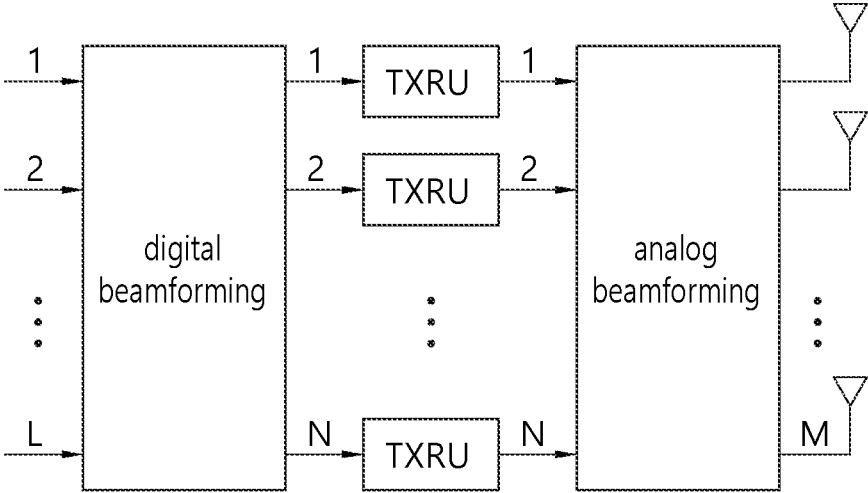 1 1 TXRU 1
2 2 TXRU 2
digital
beamforming
analog
beamforming
L N TXRU N M